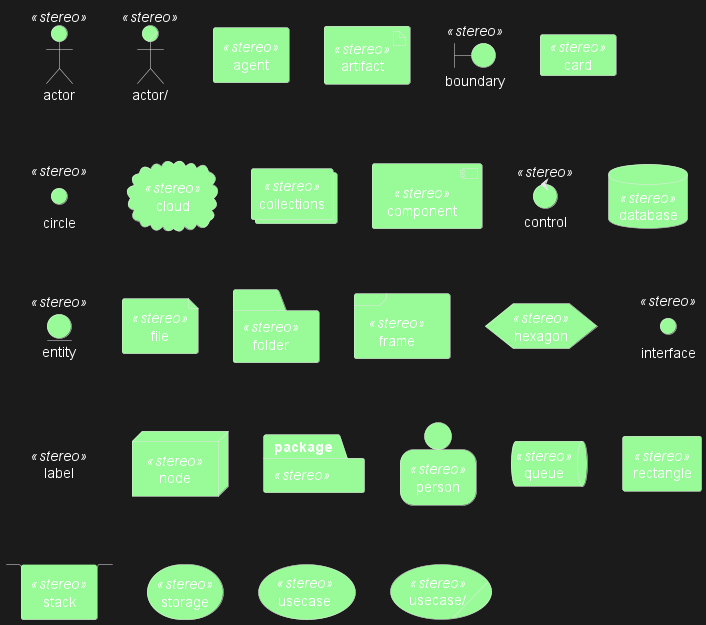 «stereo»
actor
«stereo»
actor/
«stereo»
agent
«stereo»
artifact
«stereo»
boundary
«stereo»
card
«stereo»
circle
«stereo»
cloud
«stereo»
collections
«stereo»
component
«stereo»
control
«stereo»
database
«stereo»
entity
«stereo»
file
«stereo»
folder
«stereo»
frame
«stereo»
hexagon
«stereo»
interface
«stereo»
label
«stereo»
node
package
«stereo»
«stereo»
person
«stereo»
queue
«stereo»
rectangle
«stereo»
stack
«stereo»
storage
«stereo»
usecase
«stereo»
usecase/